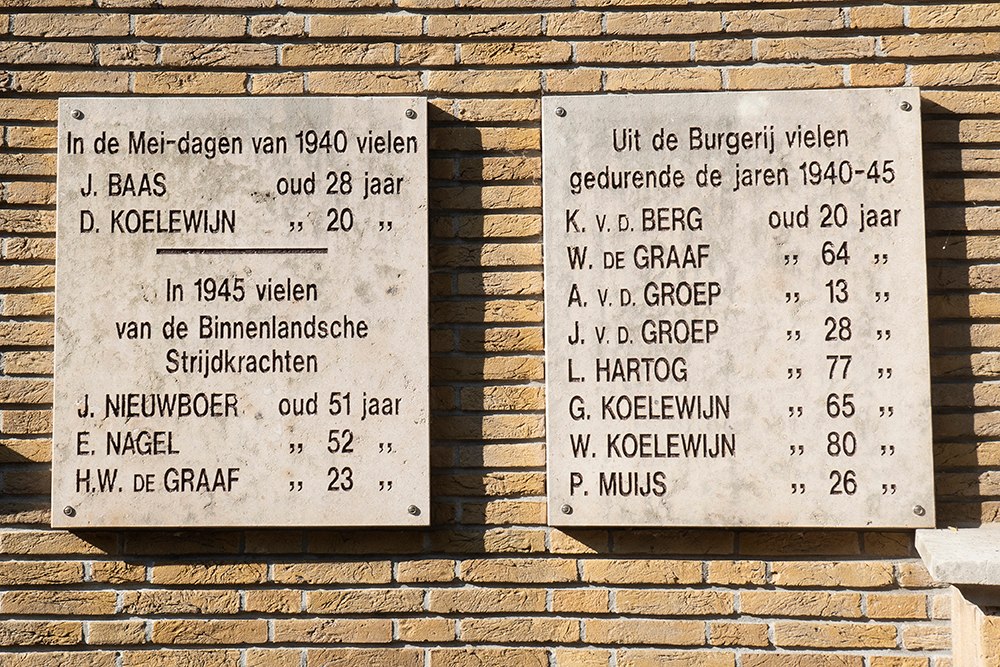 In de Mei-dagen van 1940 vielen
J. BAAS oud 28 jaar
D. KOELEWIJN ,, 20 ,,
In 1945 vielen
van de Binnenlandsche
Strijdkrachten
J. NIEUWBOER oud 51 jaar
E. NAGEL ,, 52 ,,
H.W. DE GRAAF ,, 23 ,,
Uit de Burgerij vielen
gedurende de jaren 1940-45
K. V. D. BERG oud 20 jaar
W. DE GRAAF ,, 64 ,,
A. V. D. GROEP ,, 13 ,,
J. V. D. GROEP ,, 28 ,,
L. HARTOG ,, 77 ,,
G. KOELEWIJN ,, 65 ,,
W. KOELEWIJN ,, 80 ,,
P. MUIJS ,, 26 ,,